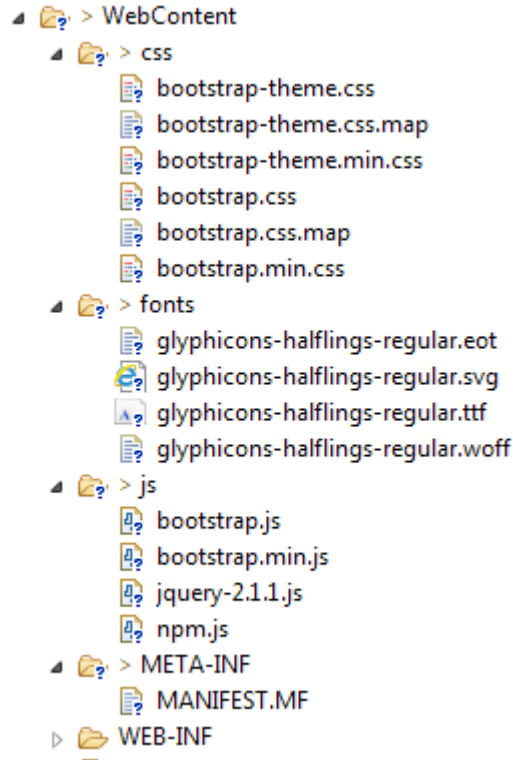 > WebContent
> css
bootstrap-theme.css
bootstrap-theme.css.map
bootstrap-theme.min.css
bootstrap.css
bootstrap.css.map
bootstrap.min.css
> fonts
glyphicons-halflings-regular.eot
glyphicons-halflings-regular.svg
glyphicons-halflings-regular.ttf
glyphicons-halflings-regular.woff
> js
bootstrap.js
bootstrap.min.js
jquery-2.1.1.js
npm.js
> META-INF
MANIFEST.MF
WEB-INF